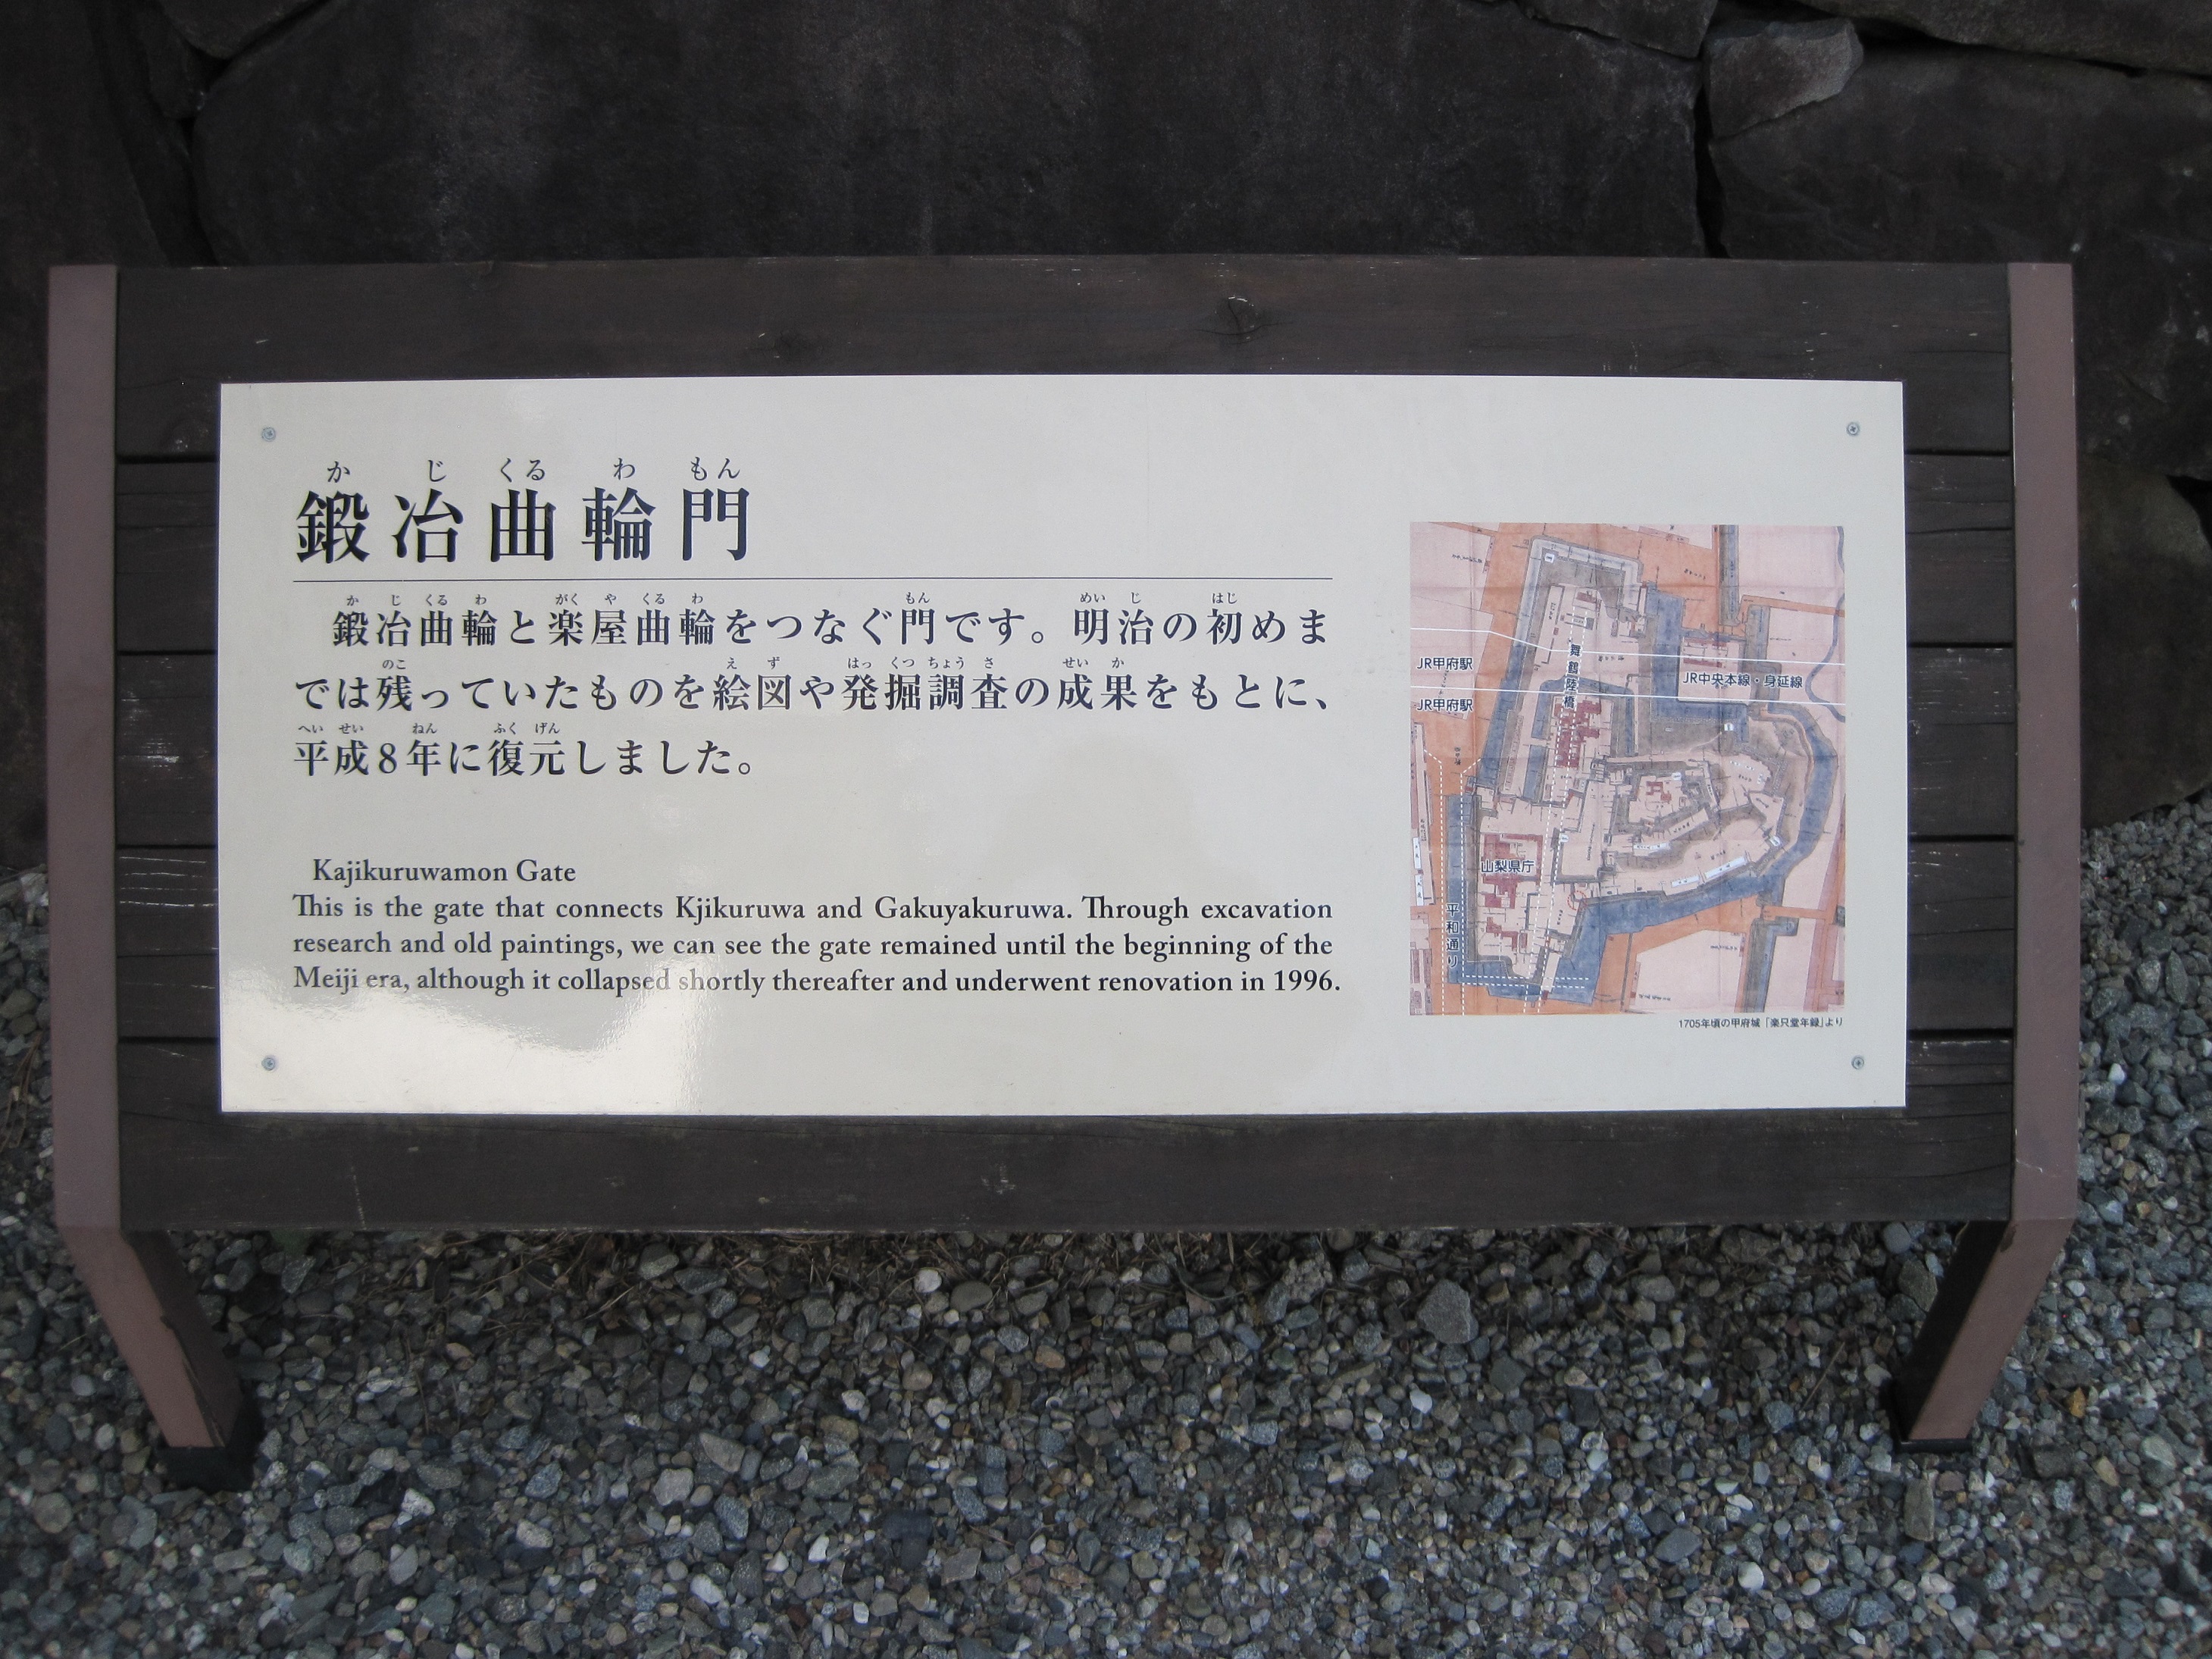 か じ くる わ もん
鍛冶曲輪門
か じ くる わ がく や くる わ もん めい じ はじ
鍛冶曲輪と楽屋曲輪をつなぐ門です。明治の初めま
のこ え ず はっ くつ ちょう さ せい か
では残っていたものを絵図や発掘調査の成果をもとに、
へい せい ねん ふく げん
平成8年に復元しました。
Kajikuruwamon Gate
This is the gate that connects Kjikuruwa and Gakuyakuruwa. Through excavation
research and old paintings, we can see the gate remained until the beginning of the
Meiji era, although it collapsed shortly thereafter and underwent renovation in 1996.
舞鶴陸橋
JR甲府駅
JR中央本線・身延線
JR甲府駅
山梨県庁
平和通り
1705年頃の甲府城「楽只堂年録」より